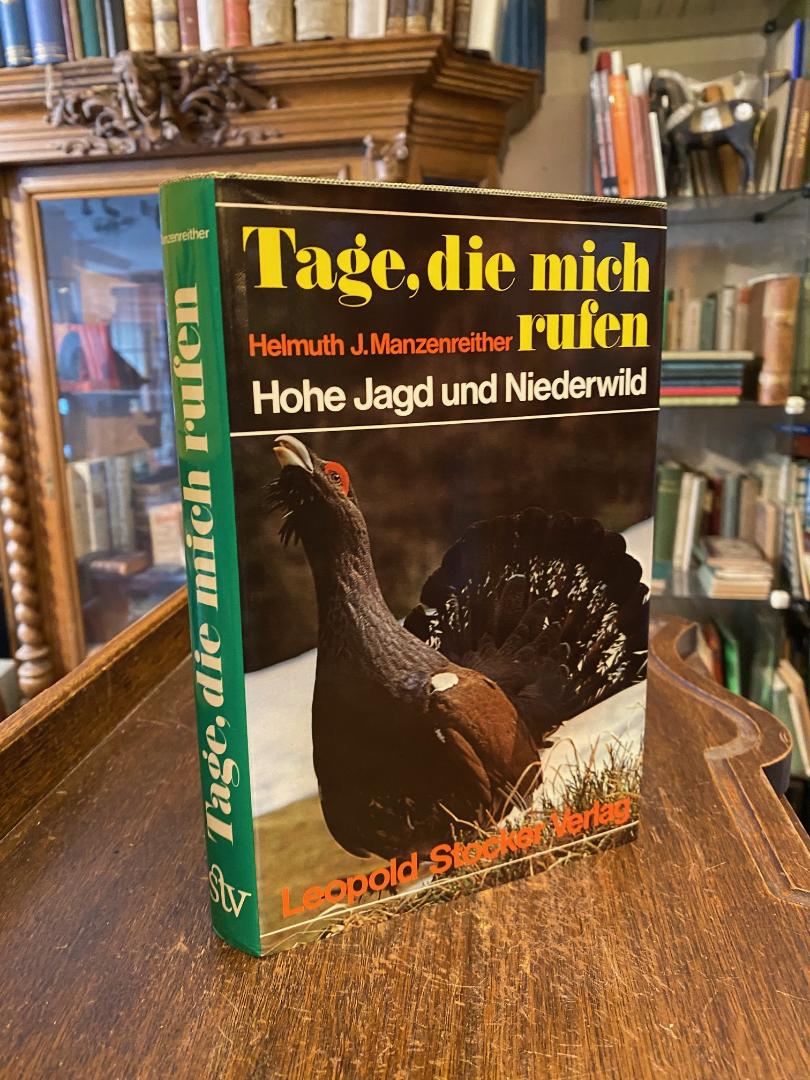 Tage, die mich
rufen
Helmuth J. Manzenreither
Hohe Jagd und Niederwild
Leopold Stocker Verlag
Manzenreither
Tage, die mich rufen
stv